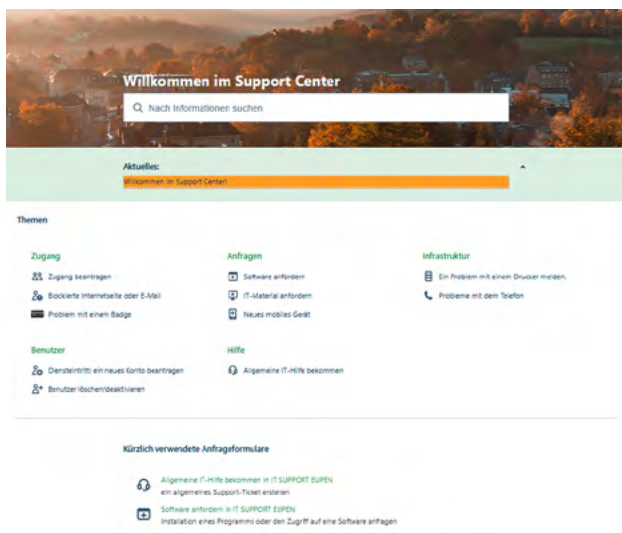 Willkommen im Support Center
Nach Informationen suchen
Aktuelles:
Willkommen im Support Center!
Themen
Zugang
Anfragen
Infrastruktur
Zugang beantragen
Software anfordern
Ein Problem mit einem Drucker melden.
Blockierte Internetseite oder E-Mail
IT-Material anfordern
Probleme mit dem Telefon
Problem mit einem Badge
Neues mobiles Gerät
Benutzer
Hilfe
Diensteintritt: ein neues Konto beantragen
Allgemeine IT-Hilfe bekommen
Benutzer löschen/deaktivieren
Kürzlich verwendete Anfrageformulare
Allgemeine IT-Hilfe bekommen in IT SUPPORT EUPEN
ein allgemeines Support-Ticket erstellen
Software anfordern in IT SUPPORT EUPEN
Installation eines Programms oder den Zugriff auf eine Software anfragen